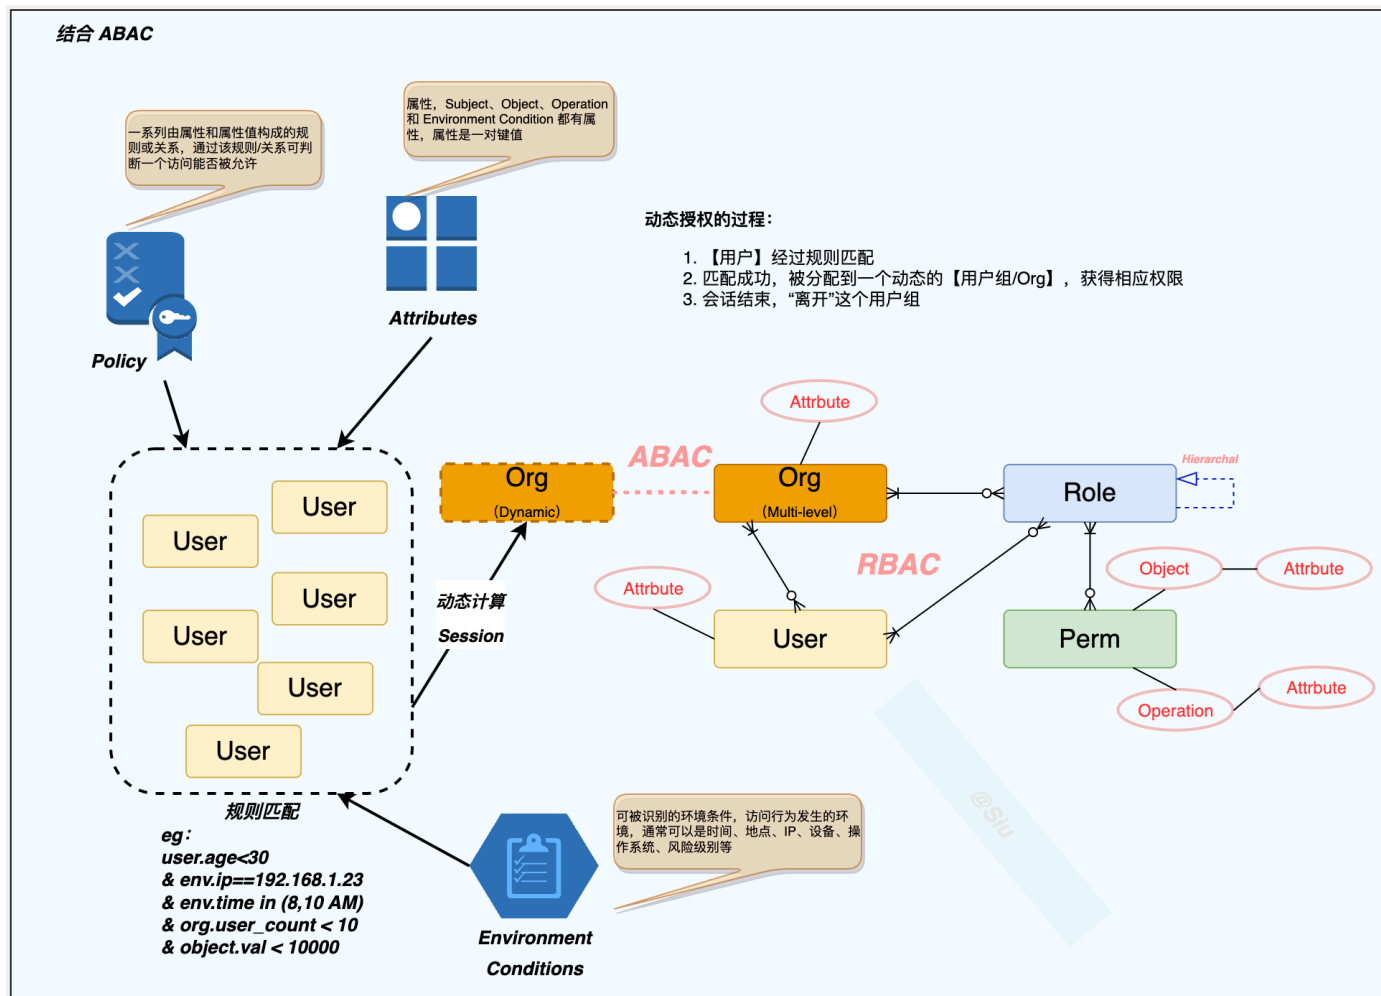 结合 ABAC
属性，Subject、Object、Operation
和 Environment Condition 都有属
性，属性是一对键值
一系列由属性和属性值构成的规
则或关系，通过该规则/关系可判
断一个访问能否被允许
动态授权的过程：
1. 【用户】经过规则匹配
2. 匹配成功，被分配到一个动态的【用户组/Org】，获得相应权限
3. 会话结束，“离开”这个用户组
Attributes
Policy
Attrbute
ABAC
Hierarchal
Org
（Dynamic）
Org
（Multi-level）
Role
User
User
User
User
User
User
动态计算
Session
RBAC
Attrbute
Object
Attrbute
User
Perm
Operation
Attrbute
规则匹配
eg：
user.age<30
& env.ip==192.168.1.23
& env.time in (8,10 AM)
& org.user_count < 10
& object.val < 10000
可被识别的环境条件，访问行为发生的环
境，通常可以是时间、地点、IP、设备、操
作系统、风险级别等
Environment
Conditions
@Slu